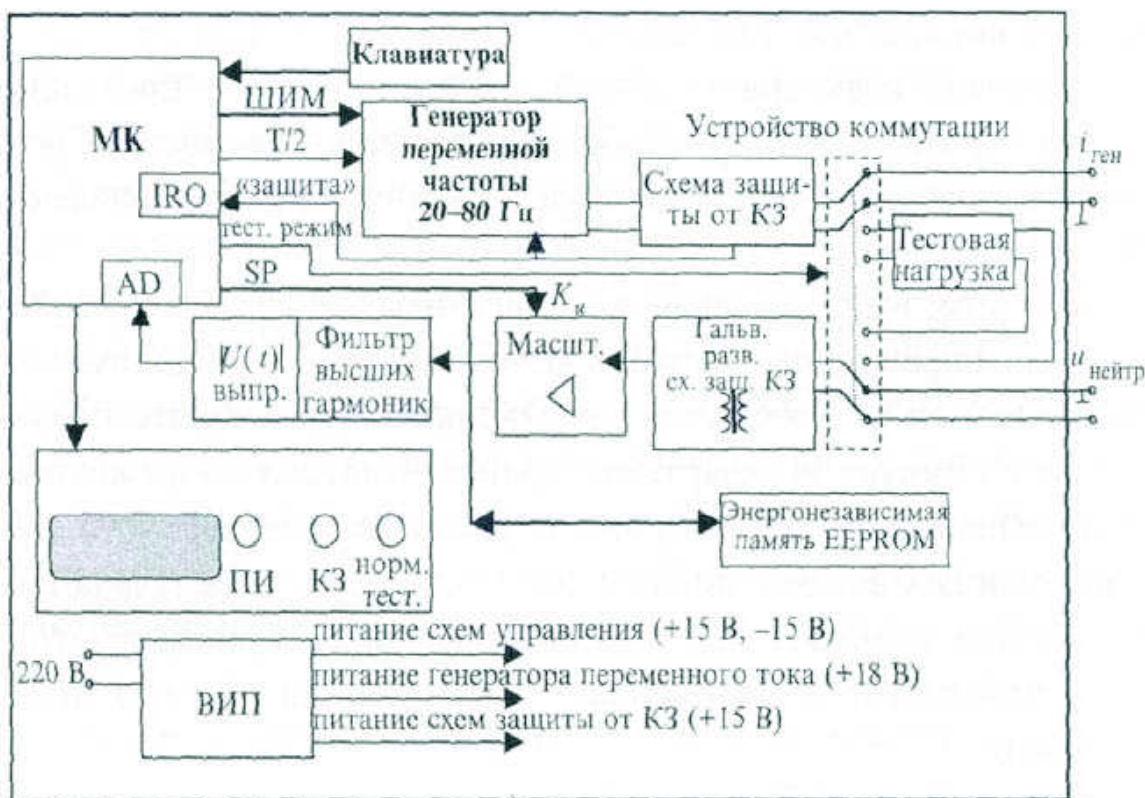 Клавиатура
МК
ШИМ
Т/2
IRO
«защита»
тест. режим
AD
SP
Генератор
переменной
частоты
20–80 Гц
Устройство коммутации
Схема защи-
ты от КЗ
i ген
⊥
Тестовая
нагрузка
|U(t)|
выпр.
Фильтр
высших
гармоник
K и
Масшт.
Гальв.
разв.
сх. защ. КЗ
u нейтр
⊥
ПИ
КЗ
норм.
тест.
Энергонезависимая
память EEPROM
220 В
ВИП
питание схем управления (+15 В, –15 В)
питание генератора переменного тока (+18 В)
питание схем защиты от КЗ (+15 В)